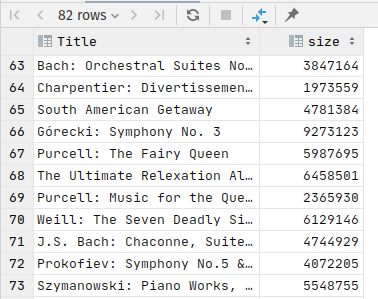 82 rows
Title size
63 Bach: Orchestral Suites No… 3847164
64 Charpentier: Divertissemen… 1973559
65 South American Getaway 4781384
66 Górecki: Symphony No. 3 9273123
67 Purcell: The Fairy Queen 5987695
68 The Ultimate Relexation Al… 6458501
69 Purcell: Music for the Que… 2365930
70 Weill: The Seven Deadly Si… 6129146
71 J.S. Bach: Chaconne, Suite… 4744929
72 Prokofiev: Symphony No.5 &… 4072205
73 Szymanowski: Piano Works, … 5548755